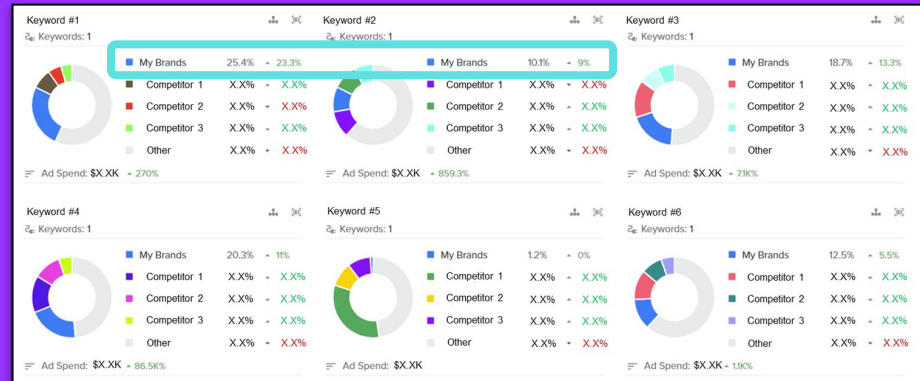 Keyword #1
Keywords: 1
My Brands 25.4% 23.3%
Competitor 1 X.X% X.X%
Competitor 2 X.X% X.X%
Competitor 3 X.X% X.X%
Other X.X% X.X%
Ad Spend: $X.XK 270%
Keyword #2
Keywords: 1
My Brands 10.1% 9%
Competitor 1 X.X% X.X%
Competitor 2 X.X% X.X%
Competitor 3 X.X% X.X%
Other X.X% X.X%
Ad Spend: $X.XK 859.3%
Keyword #3
Keywords: 1
My Brands 18.7% 13.3%
Competitor 1 X.X% X.X%
Competitor 2 X.X% X.X%
Competitor 3 X.X% X.X%
Other X.X% X.X%
Ad Spend: $X.XK 7.1K%
Keyword #4
Keywords: 1
My Brands 20.3% 11%
Competitor 1 X.X% X.X%
Competitor 2 X.X% X.X%
Competitor 3 X.X% X.X%
Other X.X% X.X%
Ad Spend: $X.XK 86.5K%
Keyword #5
Keywords: 1
My Brands 1.2% 0%
Competitor 1 X.X% X.X%
Competitor 2 X.X% X.X%
Competitor 3 X.X% X.X%
Other X.X% X.X%
Ad Spend: $X.XK
Keyword #6
Keywords: 1
My Brands 12.5% 5.5%
Competitor 1 X.X% X.X%
Competitor 2 X.X% X.X%
Competitor 3 X.X% X.X%
Other X.X% X.X%
Ad Spend: $X.XK 1.1K%